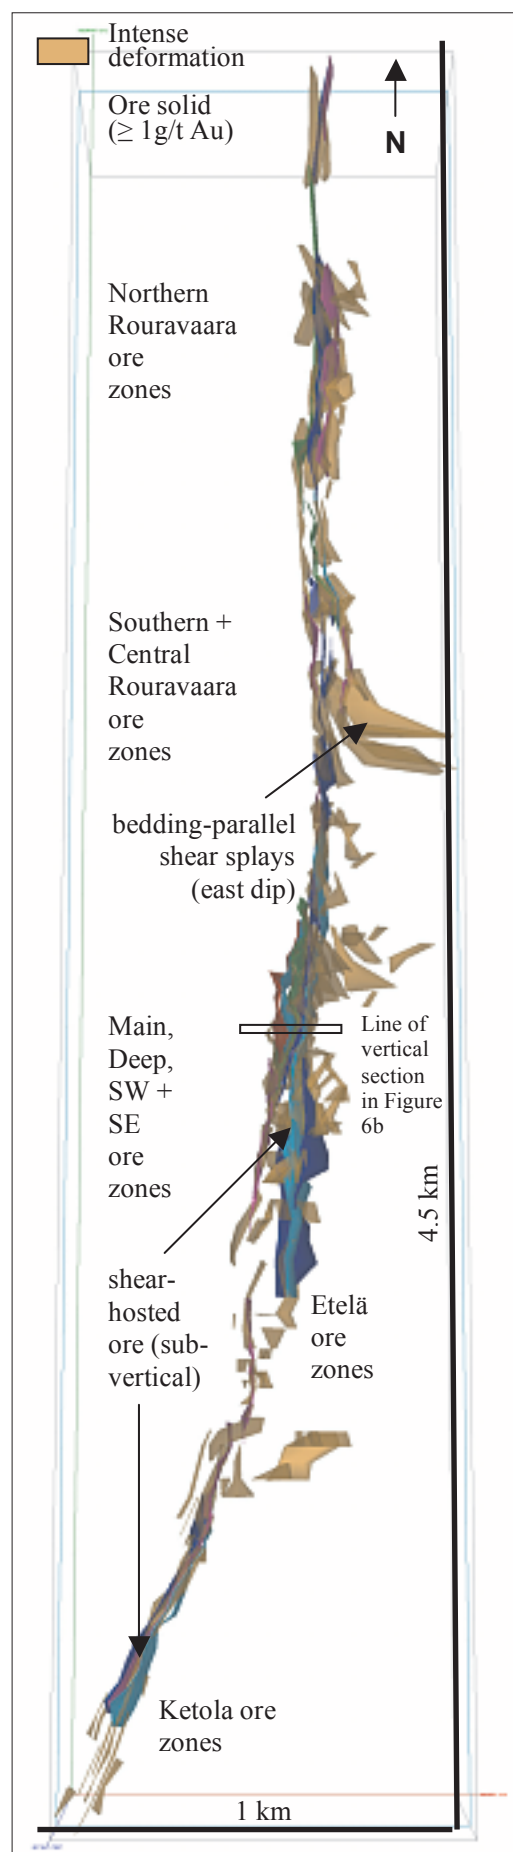 Intense
deformation
Ore solid
(≥ 1g/t Au)
N
Northern
Rouravaara
ore
zones
Southern +
Central
Rouravaara
ore
zones
bedding-parallel
shear splays
(east dip)
Main,
Deep,
SW +
SE
ore
zones
Line of
vertical
section
in Figure
6b
4.5 km
shear-
hosted
ore (sub-
vertical)
Etelä
ore
zones
Ketola ore
zones
1 km